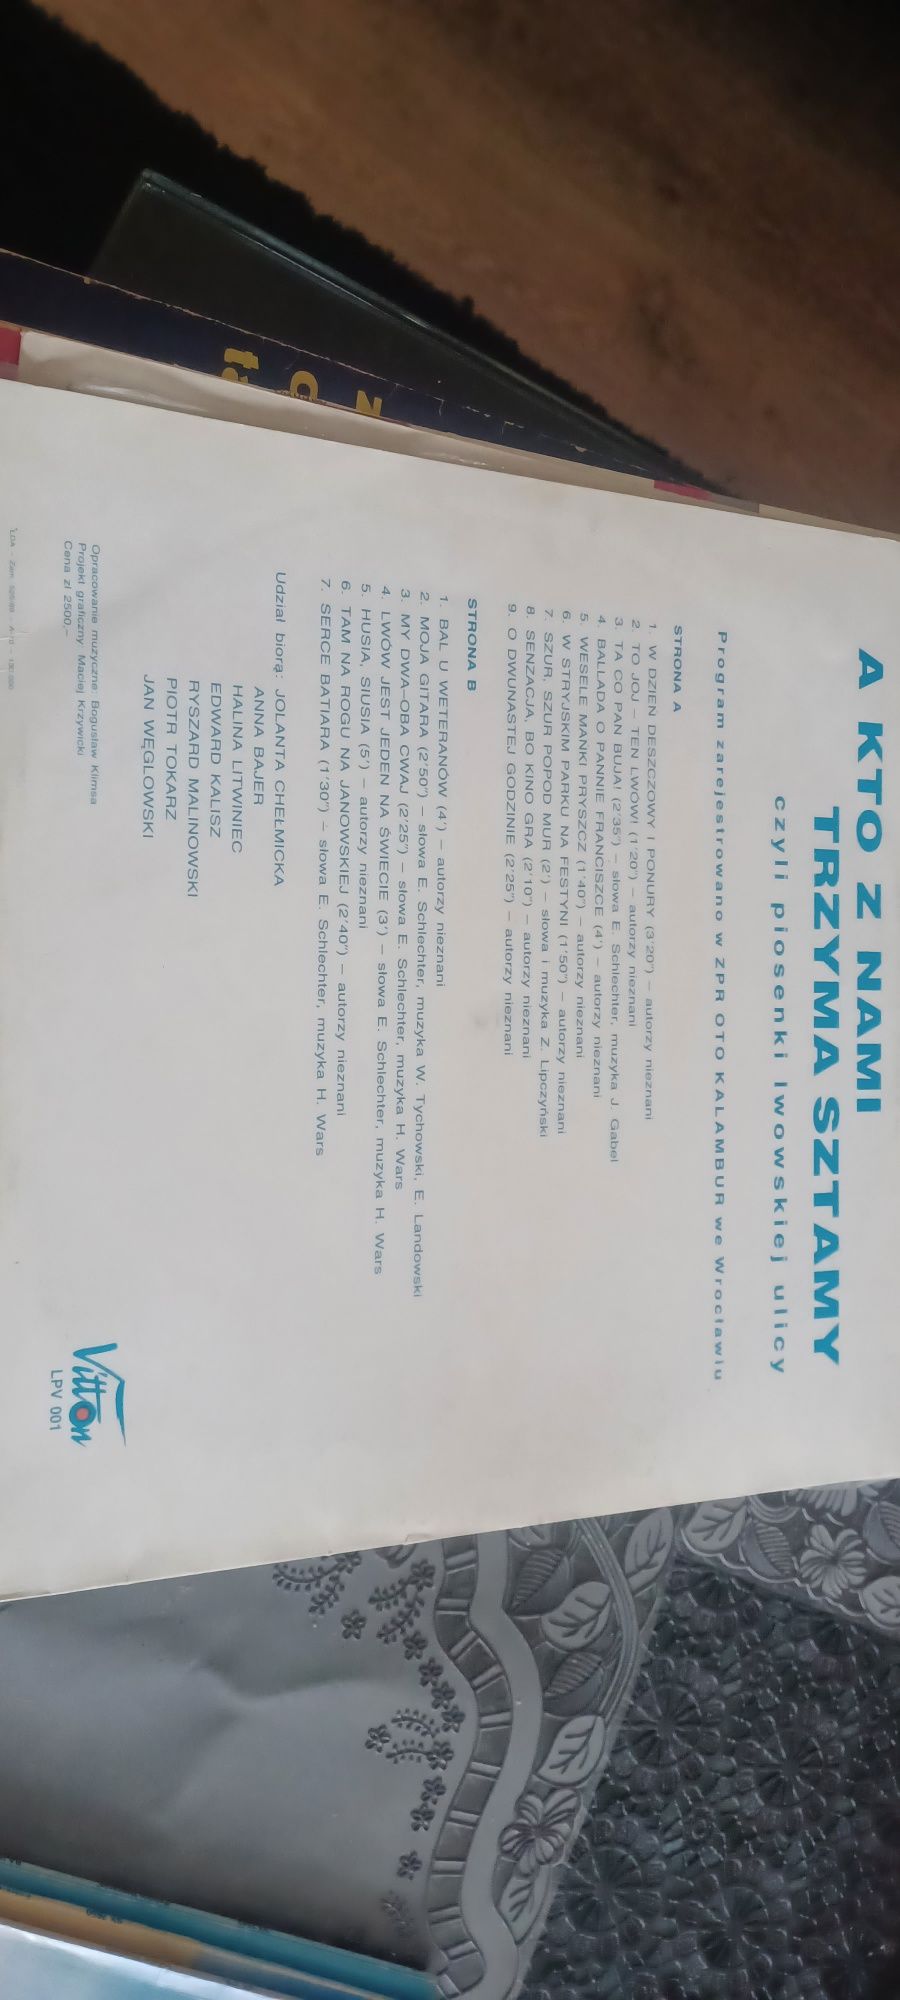 A KTO Z NAMI
TRZYMA SZTAMY
czyli piosenki lwowskiej ulicy
Program zarejestrowano w ZPR OTO KALAMBUR we Wrocławiu
STRONA A
1. W DZIEŃ DESZCZOWY I PONURY (3'20") – autorzy nieznani
2. TO JOJ – TEN LWÓW! (1'20") – autorzy nieznani
3. TA CO PAN BUJA! (2'35") – słowa E. Schlechter, muzyka J. Gabel
4. BALLADA O PANNIE FRANCISZCE (4') – autorzy nieznani
5. WESELE MAŃKI PRYSZCZ (1'40") – autorzy nieznani
6. W STRYJSKIM PARKU NA FESTYNI (1'50") – autorzy nieznani
7. SZUR, SZUR POPOD MUR (2') – słowa i muzyka Z. Lipczyński
8. SENZACJA, BO KINO GRA (2'10") – autorzy nieznani
9. O DWUNASTEJ GODZINIE (2'25") – autorzy nieznani
STRONA B
1. BAL U WETERANÓW (4') – autorzy nieznani
2. MOJA GITARA (2'50") – słowa E. Schlechter, muzyka W. Tychowski, E. Landowski
3. MY DWA–OBA CWAJ (2'25") – słowa E. Schlechter, muzyka H. Wars
4. LWÓW JEST JEDEN NA ŚWIECIE (3') – słowa E. Schlechter, muzyka H. Wars
5. HUSIA, SIUSIA (5') – autorzy nieznani
6. TAM NA ROGU NA JANOWSKIEJ (2'40") – autorzy nieznani
7. SERCE BATIARA (1'30") – słowa E. Schlechter, muzyka H. Wars
Udział biorą: JOLANTA CHEŁMICKA
ANNA BAJER
HALINA LITWINIEC
EDWARD KALISZ
RYSZARD MALINOWSKI
PIOTR TOKARZ
JAN WĘGLOWSKI
Opracowanie muzyczne: Bogusław Klimsa
Projekt graficzny Maciej Krzywicki
Cena zł 2500,–
Vitton
LPV 001